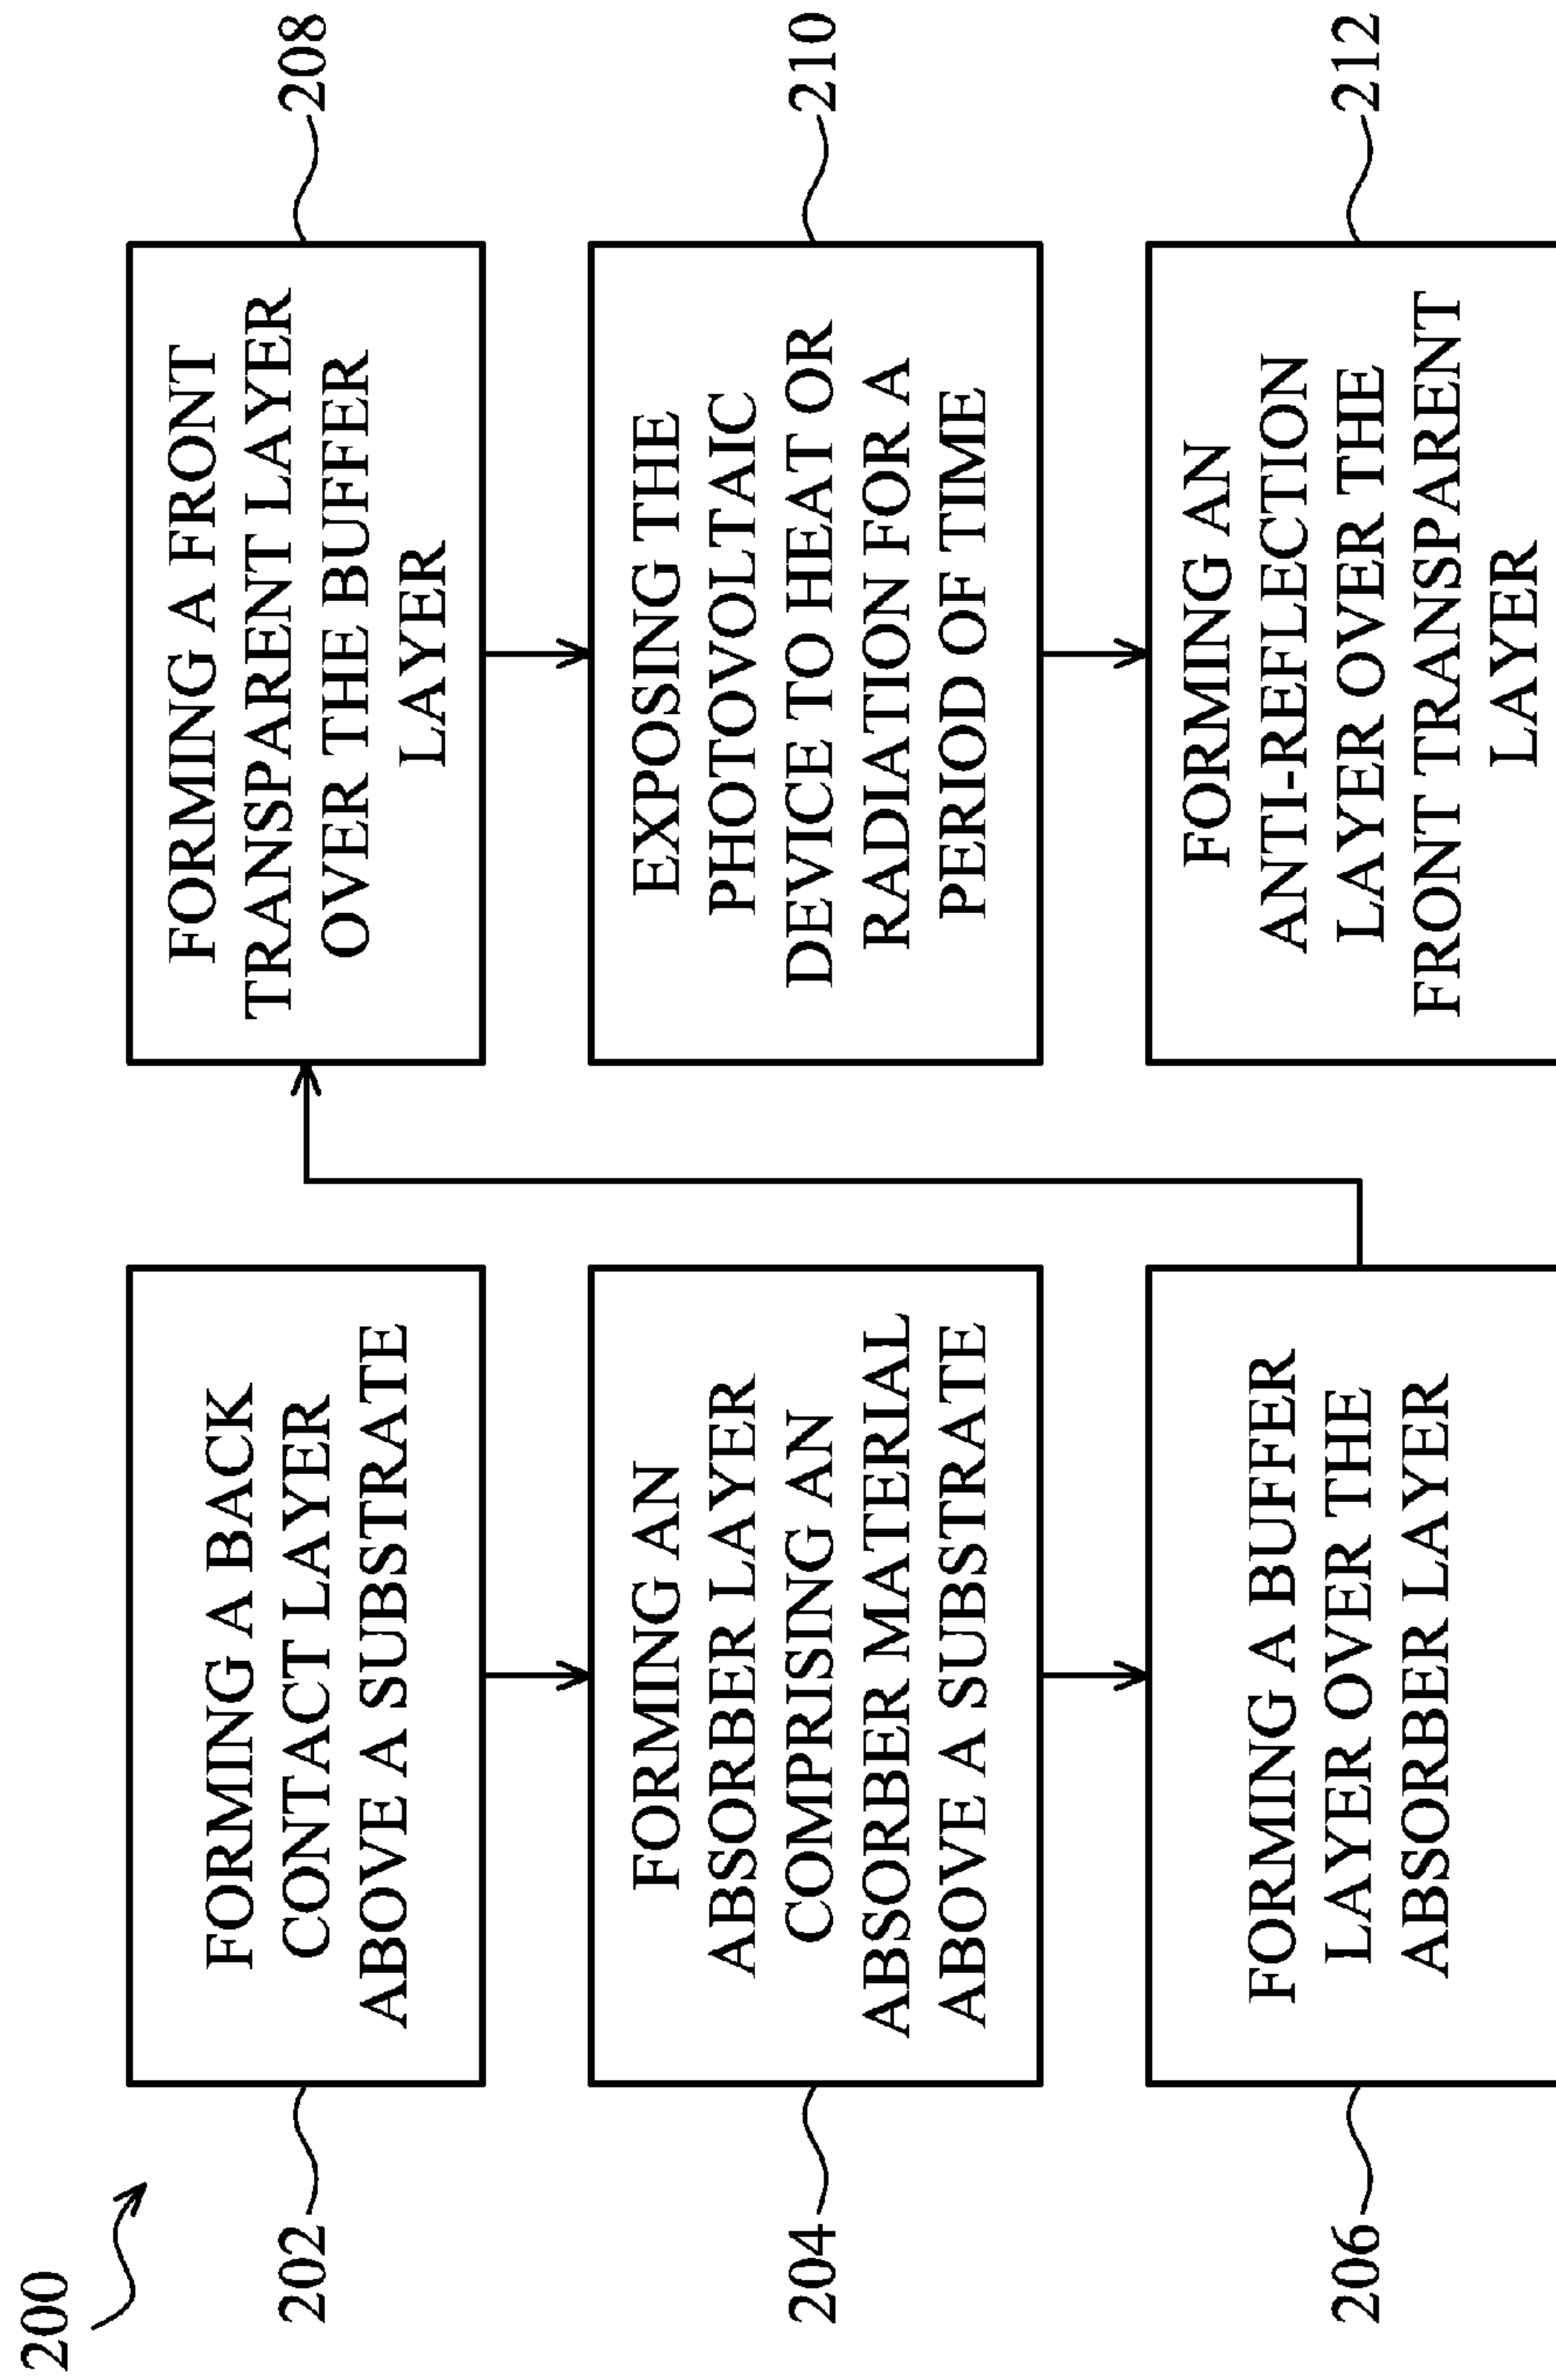 200
202
FORMING A BACK
CONTACT LAYER
ABOVE A SUBSTRATE
204
FORMING AN
ABSORBER LAYER
COMPRISING AN
ABSORBER MATERIAL
ABOVE A SUBSTRATE
206
FORMING A BUFFER
LAYER OVER THE
ABSORBER LAYER
208
FORMING A FRONT
TRANSPARENT LAYER
OVER THE BUFFER
LAYER
210
EXPOSING THE
PHOTOVOLTAIC
DEVICE TO HEAT OR
RADIATION FOR A
PERIOD OF TIME
212
FORMING AN
ANTI-REFLECTION
LAYER OVER THE
FRONT TRANSPARENT
LAYER